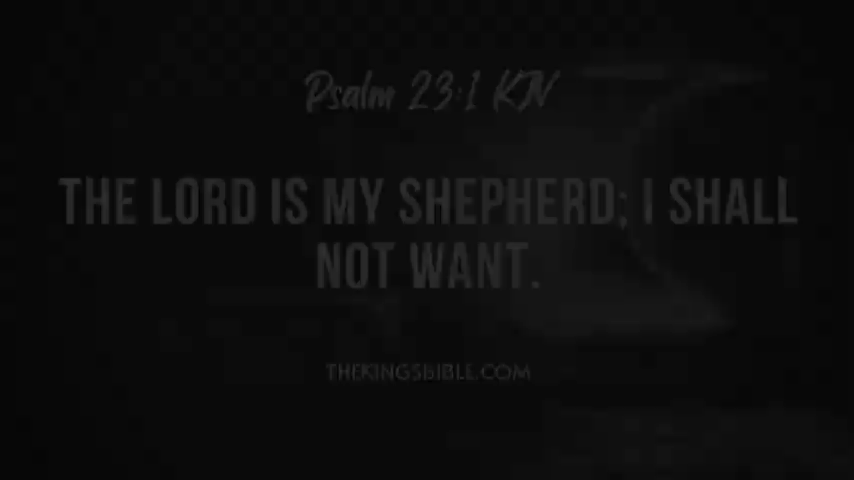 Psalm 23:1 KJV
THE LORD IS MY SHEPHERD; I SHALL
NOT WANT.
THEKINGSBIBLE.COM